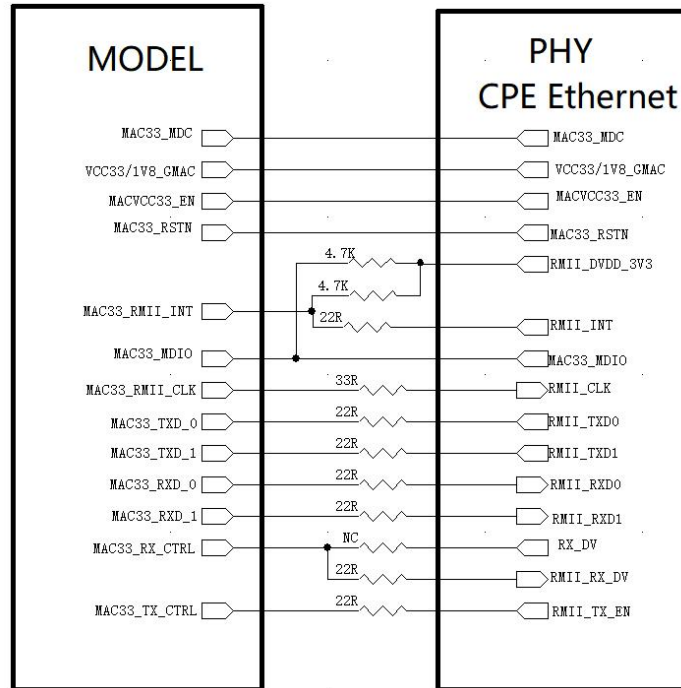 MODEL
PHY
CPE Ethernet
MAC33_MDC
MAC33_MDC
VCC33/1V8_GMAC
VCC33/1V8_GMAC
MACVCC33_EN
MACVCC33_EN
MAC33_RSTN
MAC33_RSTN
4.7K
RMII_DVDD_3V3
4.7K
MAC33_RMII_INT
22R
RMII_INT
MAC33_MDIO
MAC33_MDIO
MAC33_RMII_CLK
33R
RMII_CLK
MAC33_TXD_0
22R
RMII_TXD0
MAC33_TXD_1
22R
RMII_TXD1
MAC33_RXD_0
22R
RMII_RXD0
MAC33_RXD_1
22R
RMII_RXD1
MAC33_RX_CTRL
NC
RX_DV
22R
RMII_RX_DV
MAC33_TX_CTRL
22R
RMII_TX_EN